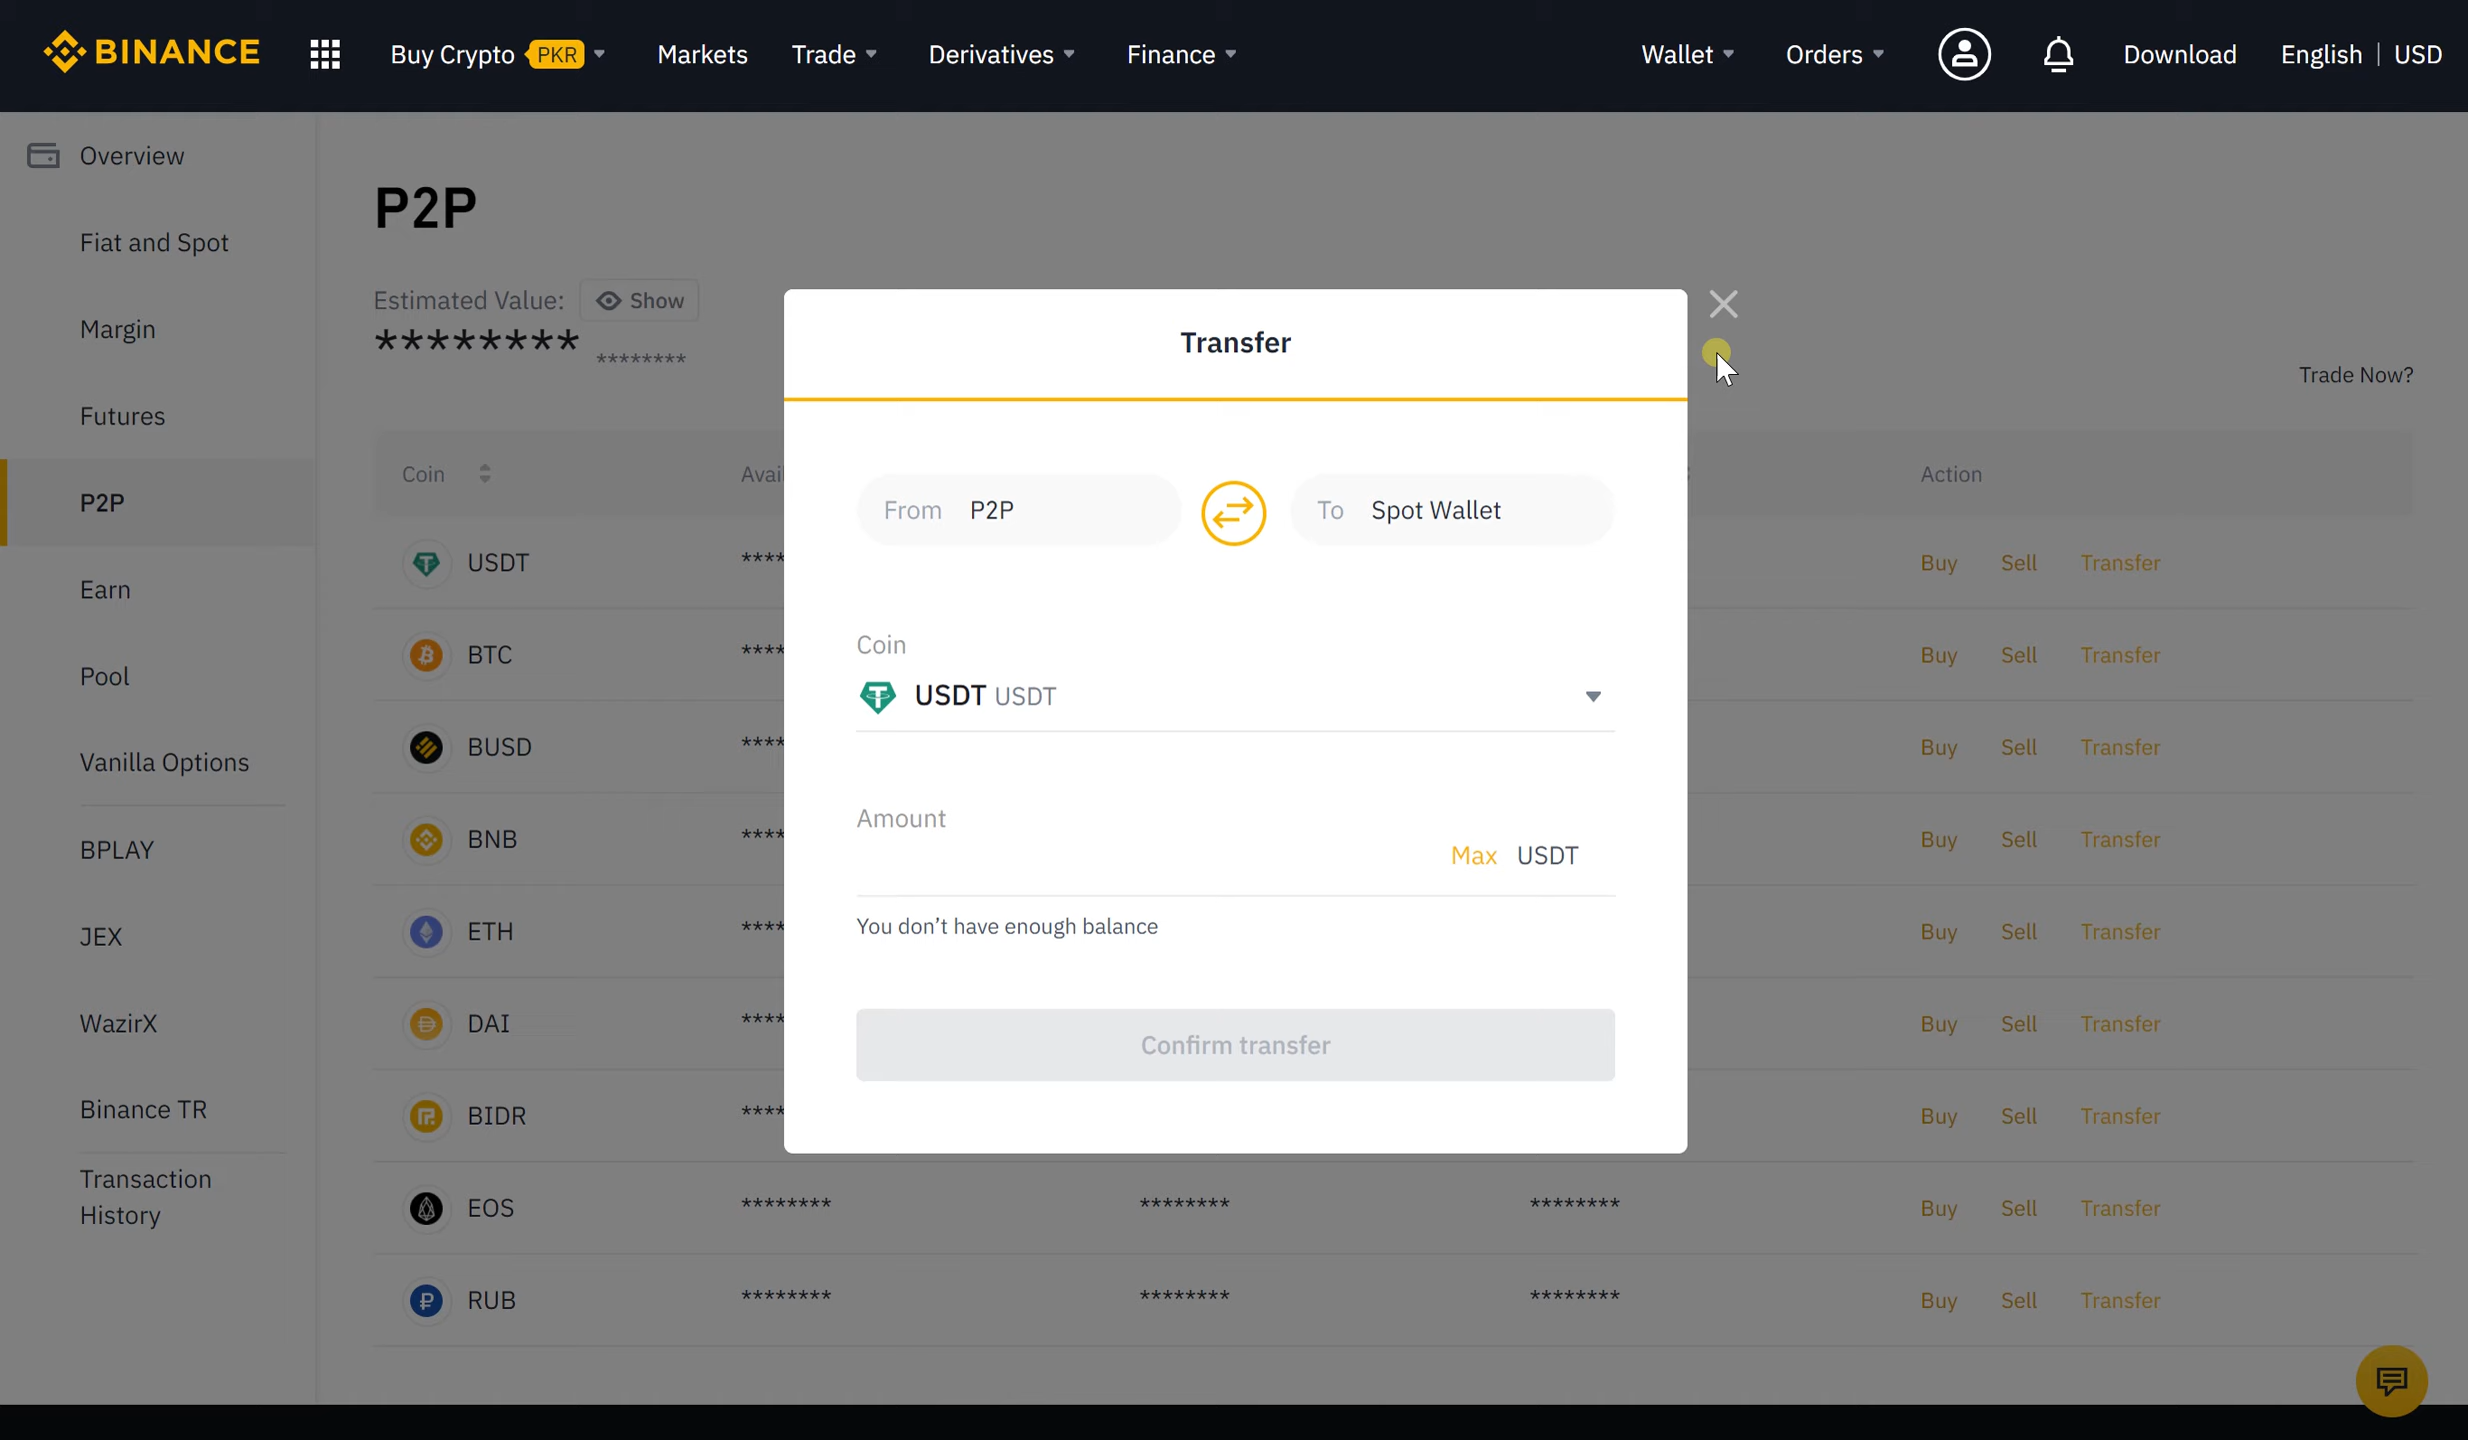 BINANCE Buy Crypto PKR Markets Trade Derivatives Finance Wallet Orders Download English | USD
Overview
Fiat and Spot
Margin
Futures
P2P
Earn
Pool
Vanilla Options
BPLAY
JEX
WazirX
Binance TR
Transaction
History
P2P
Estimated Value: Show
******** ********
Trade Now?
Coin Avai Action
USDT **** Buy Sell Transfer
BTC **** Buy Sell Transfer
BUSD **** Buy Sell Transfer
BNB **** Buy Sell Transfer
ETH **** Buy Sell Transfer
DAI **** Buy Sell Transfer
BIDR **** Buy Sell Transfer
EOS ******** ******** ******** Buy Sell Transfer
RUB ******** ******** ******** Buy Sell Transfer
Transfer
From P2P To Spot Wallet
Coin
USDT USDT
Amount
Max USDT
You don't have enough balance
Confirm transfer